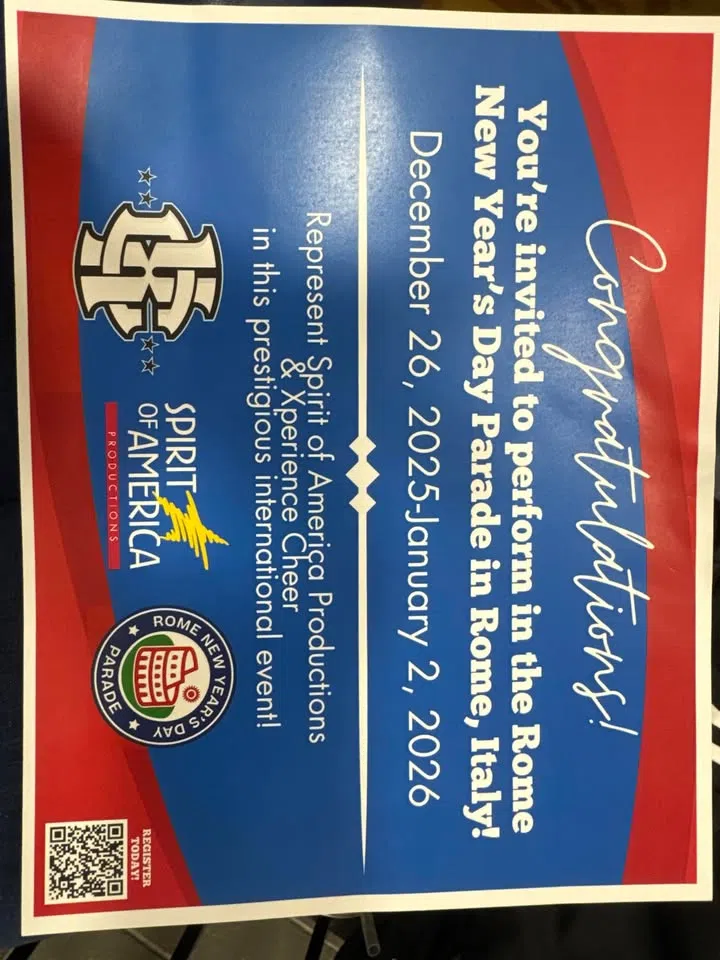 Congratulations!
You're invited to perform in the Rome
New Year's Day Parade in Rome, Italy!
December 26, 2025-January 2, 2026
Represent Spirit of America Productions
& Xperience Cheer
in this prestigious international event!
SPIRIT
OF AMERICA
PRODUCTIONS
ROME NEW YEAR'S DAY
PARADE
REGISTER
TODAY!